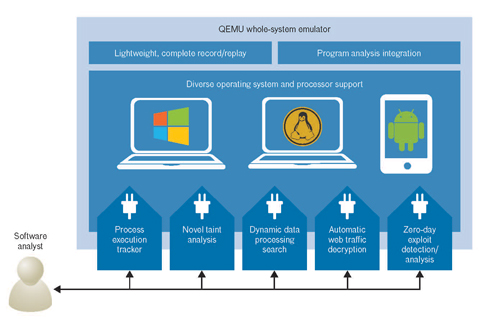 QEMU whole-system emulator
Lightweight, complete record/replay
Program analysis integration
Diverse operating system and processor support
Process
execution
tracker
Novel taint
analysis
Dynamic data
processing
search
Automatic
web traffic
decryption
Zero-day
exploit
detection/
analysis
Software
analyst